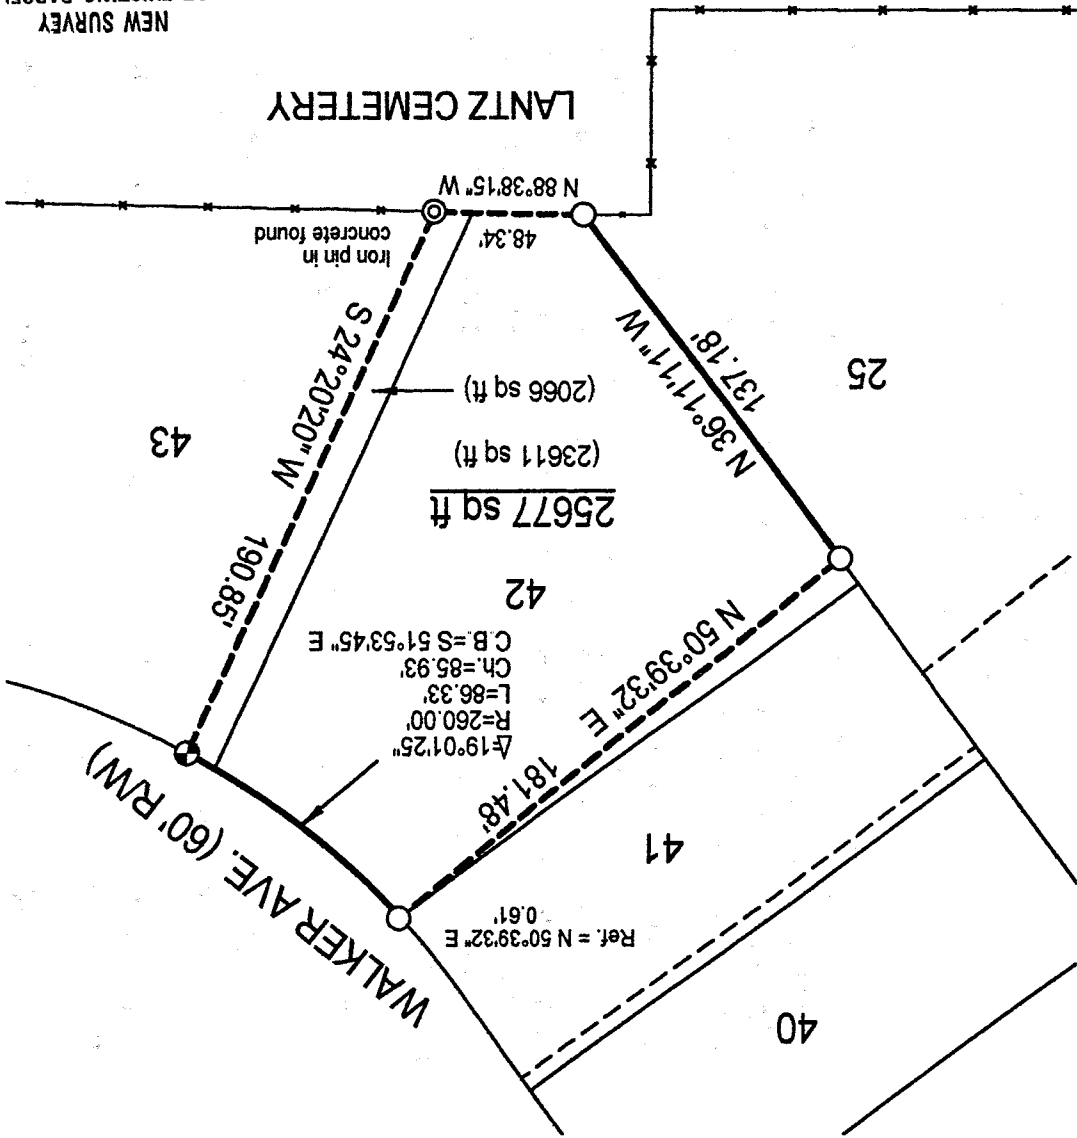 40
Ref. = N 50°39'32" E
0.61'
WALKER AVE. (60' R/W)
41
181.48'
N 50°39'32" E
Δ=19°01'25"
R=260.00'
L=86.33'
Ch.=85.93'
C.B.=S 51°53'45" E
42
25677 sq ft
(23611 sq ft)
(2066 sq ft)
190.85'
S 24°20'20" W
43
25
137.18'
N 36°11'11" W
Iron pin in
concrete found
48.34'
N 88°38'15" W
LANTZ CEMETERY
NEW SURVEY
EXISTING PARCEL